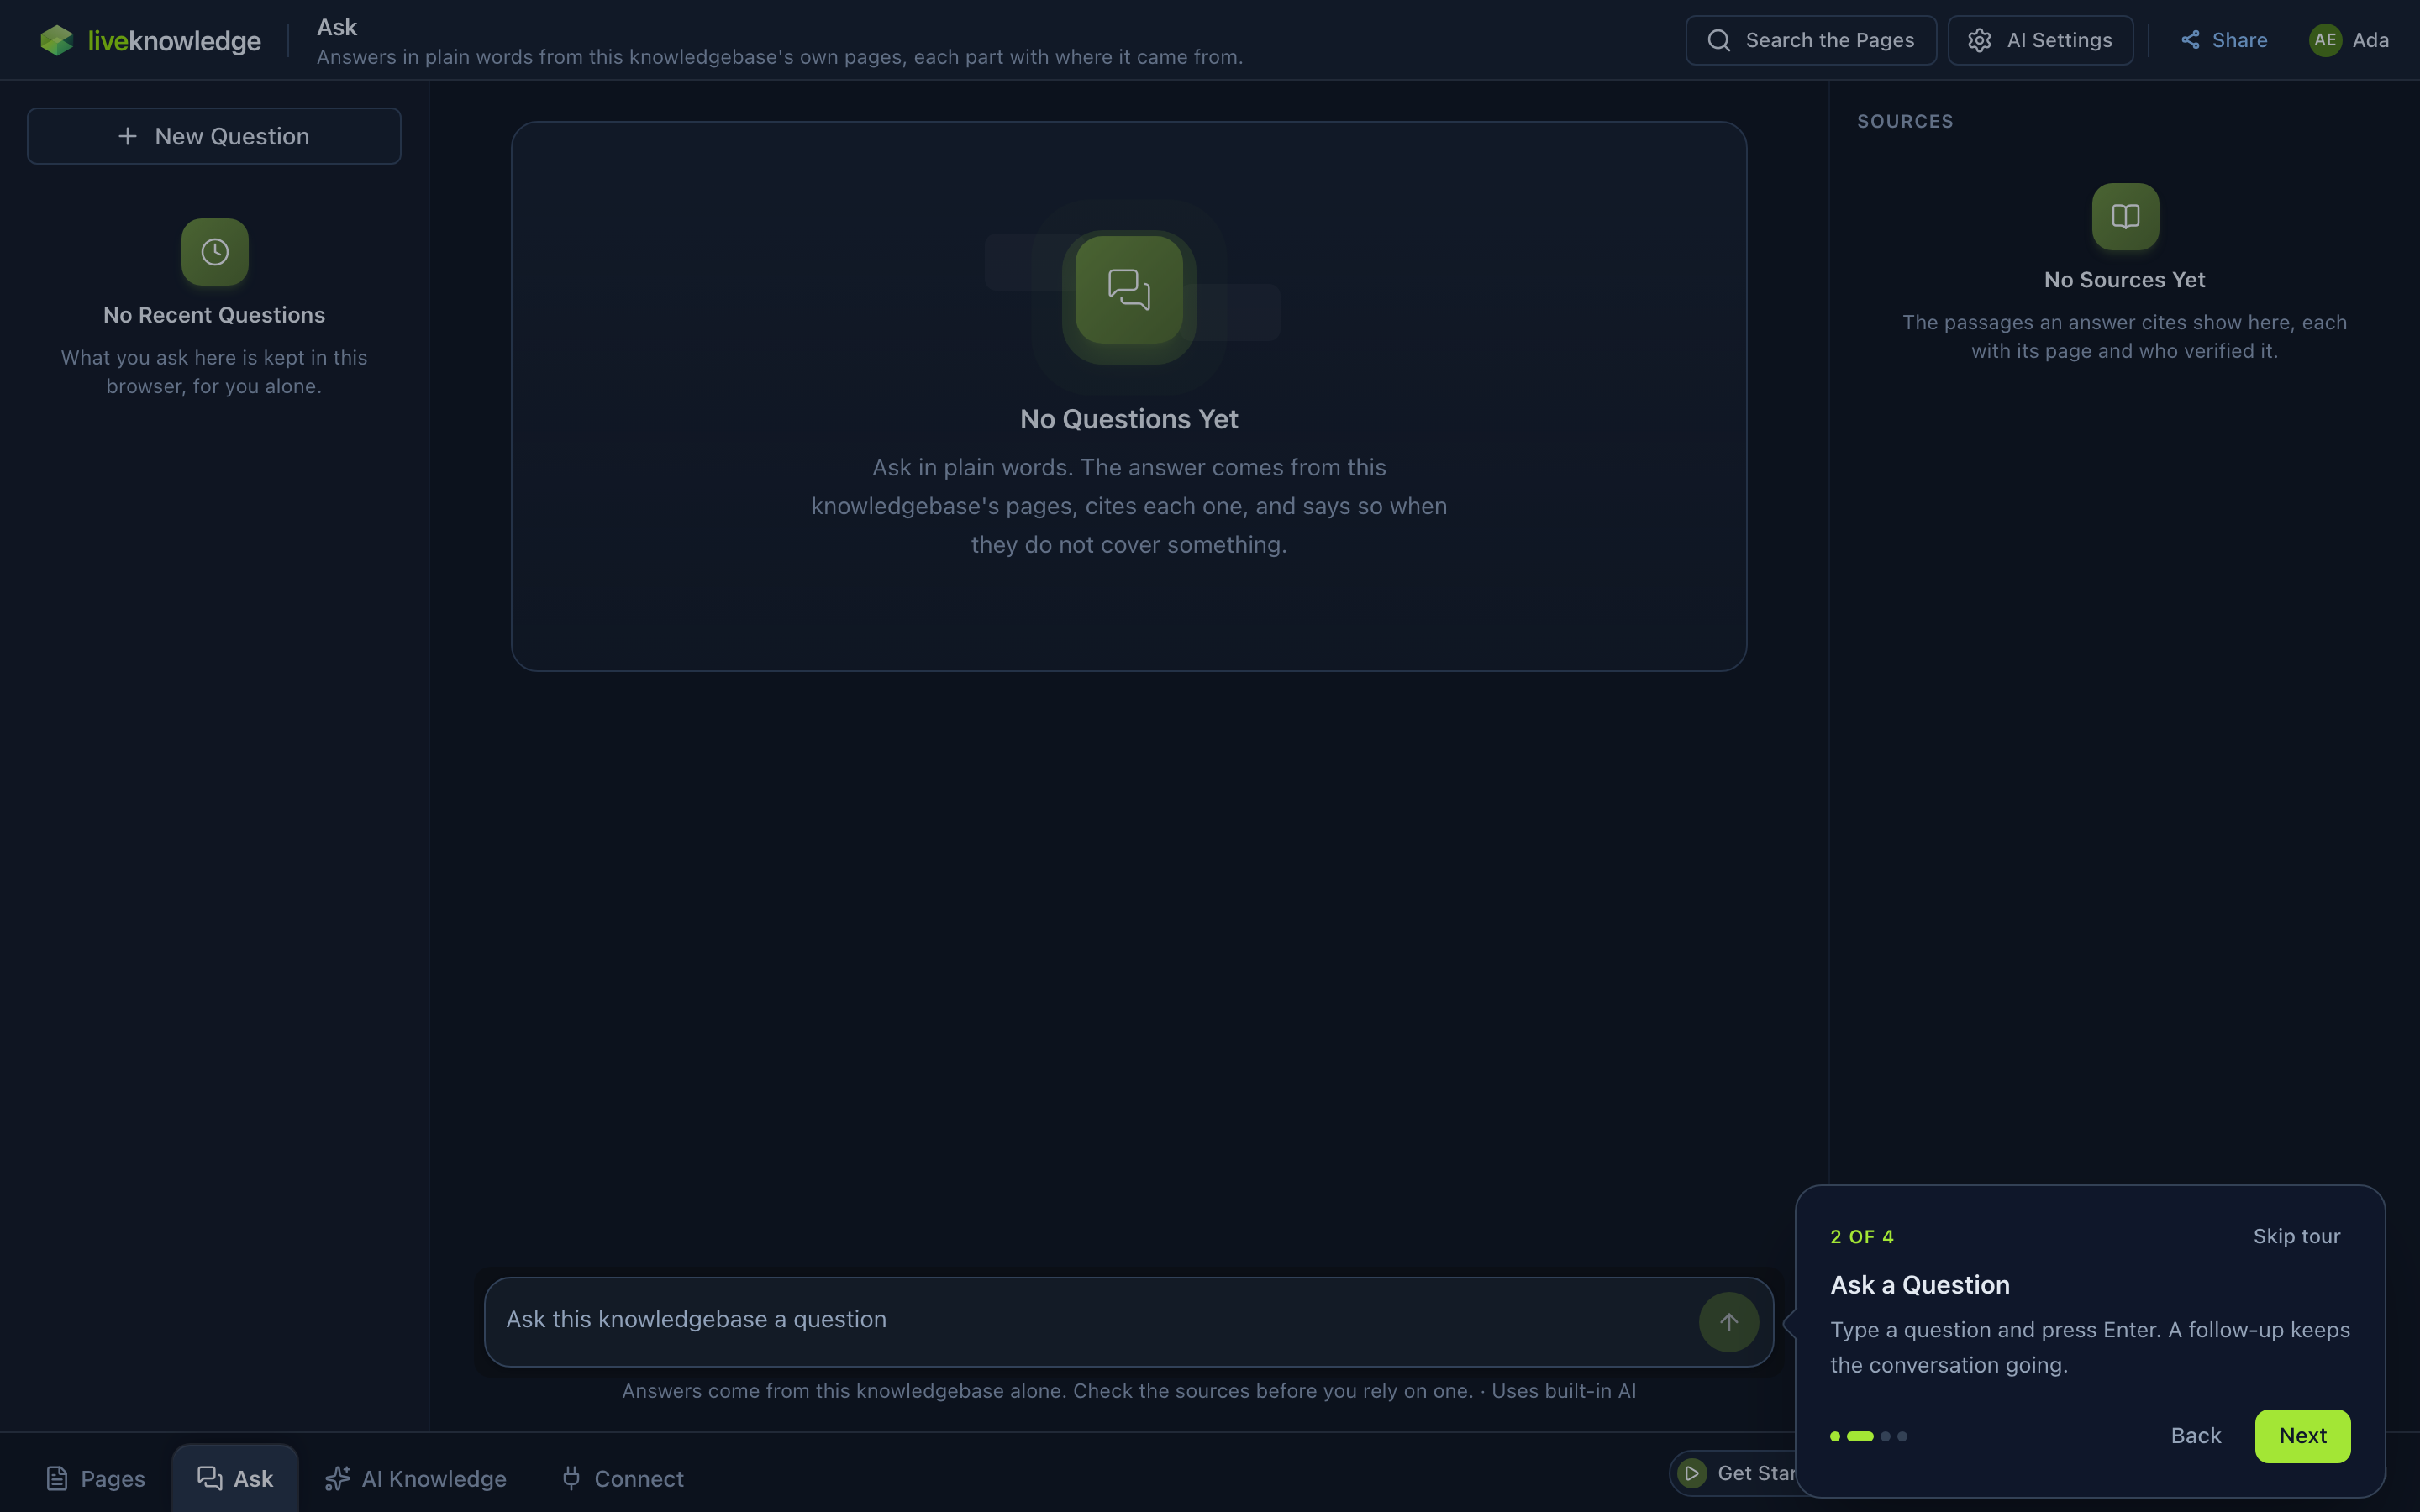 liveknowledge
Ask
Answers in plain words from this knowledgebase's own pages, each part with where it came from.
Search the Pages
AI Settings
Share
AE
Ada
New Question
No Recent Questions
What you ask here is kept in this
browser, for you alone.
No Questions Yet
Ask in plain words. The answer comes from this
knowledgebase's pages, cites each one, and says so when
they do not cover something.
SOURCES
No Sources Yet
The passages an answer cites show here, each
with its page and who verified it.
Ask this knowledgebase a question
Answers come from this knowledgebase alone. Check the sources before you rely on one. · Uses built-in AI
2 OF 4
Skip tour
Ask a Question
Type a question and press Enter. A follow-up keeps
the conversation going.
Back
Next
Pages
Ask
AI Knowledge
Connect
Get